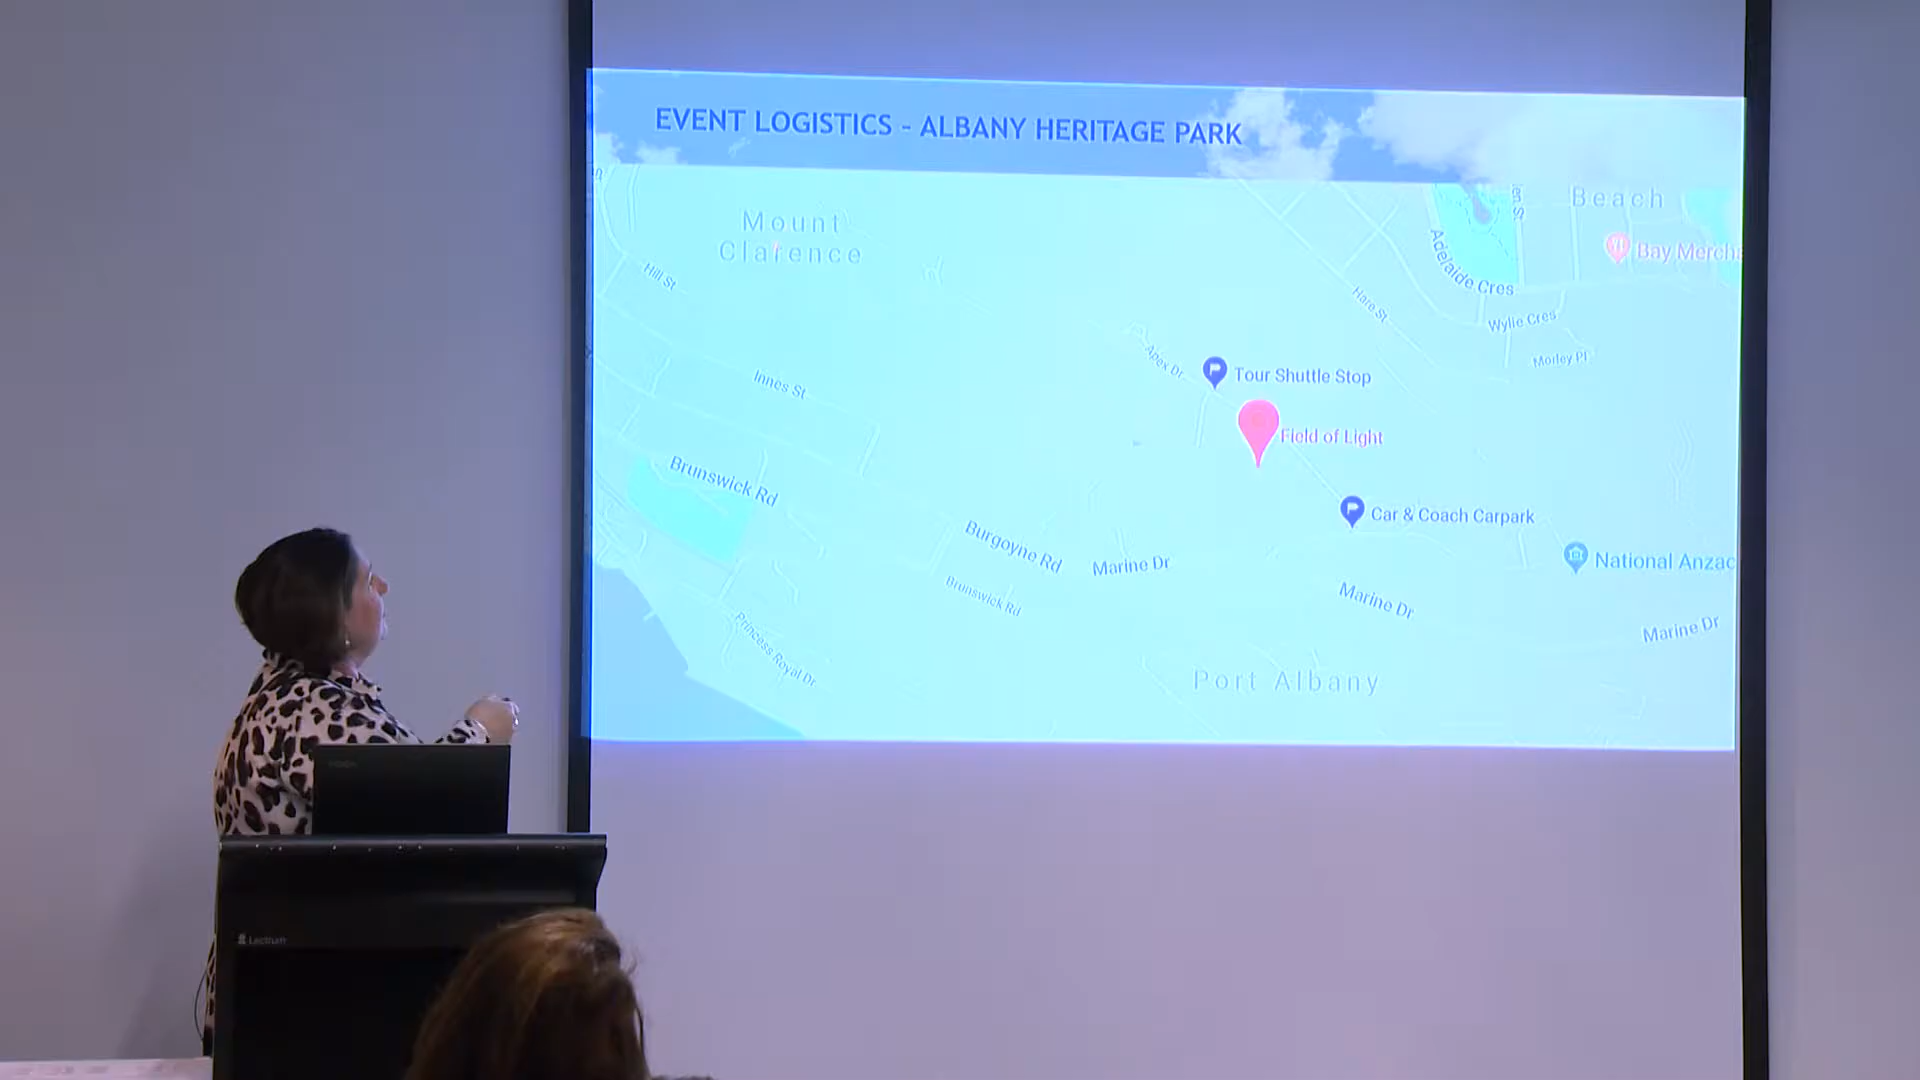 EVENT LOGISTICS - ALBANY HERITAGE PARK
Mount
Clarence
Beach
Bay Mercha
Adelaide Cres
Hill St
Hare St
Wylie Cres
Morley Pl
Apex Dr
Tour Shuttle Stop
Innes St
Field of Light
Brunswick Rd
Car & Coach Carpark
Burgoyne Rd
Marine Dr
National Anzac
Brunswick Rd
Marine Dr
Marine Dr
Princess Royal Dr
Port Albany
Lectrum